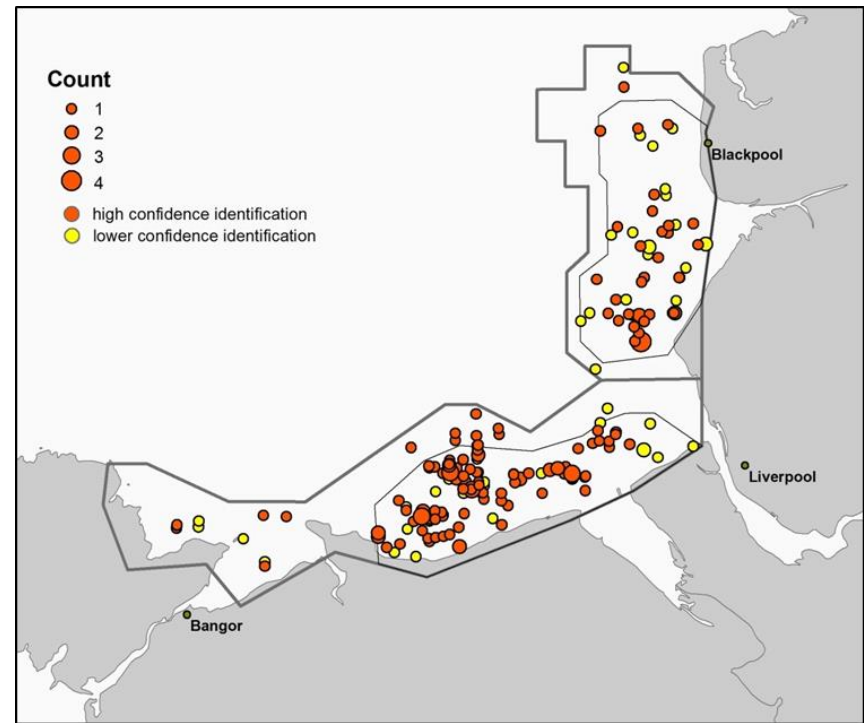 Count
1
2
3
4
high confidence identification
lower confidence identification
Blackpool
Liverpool
Bangor